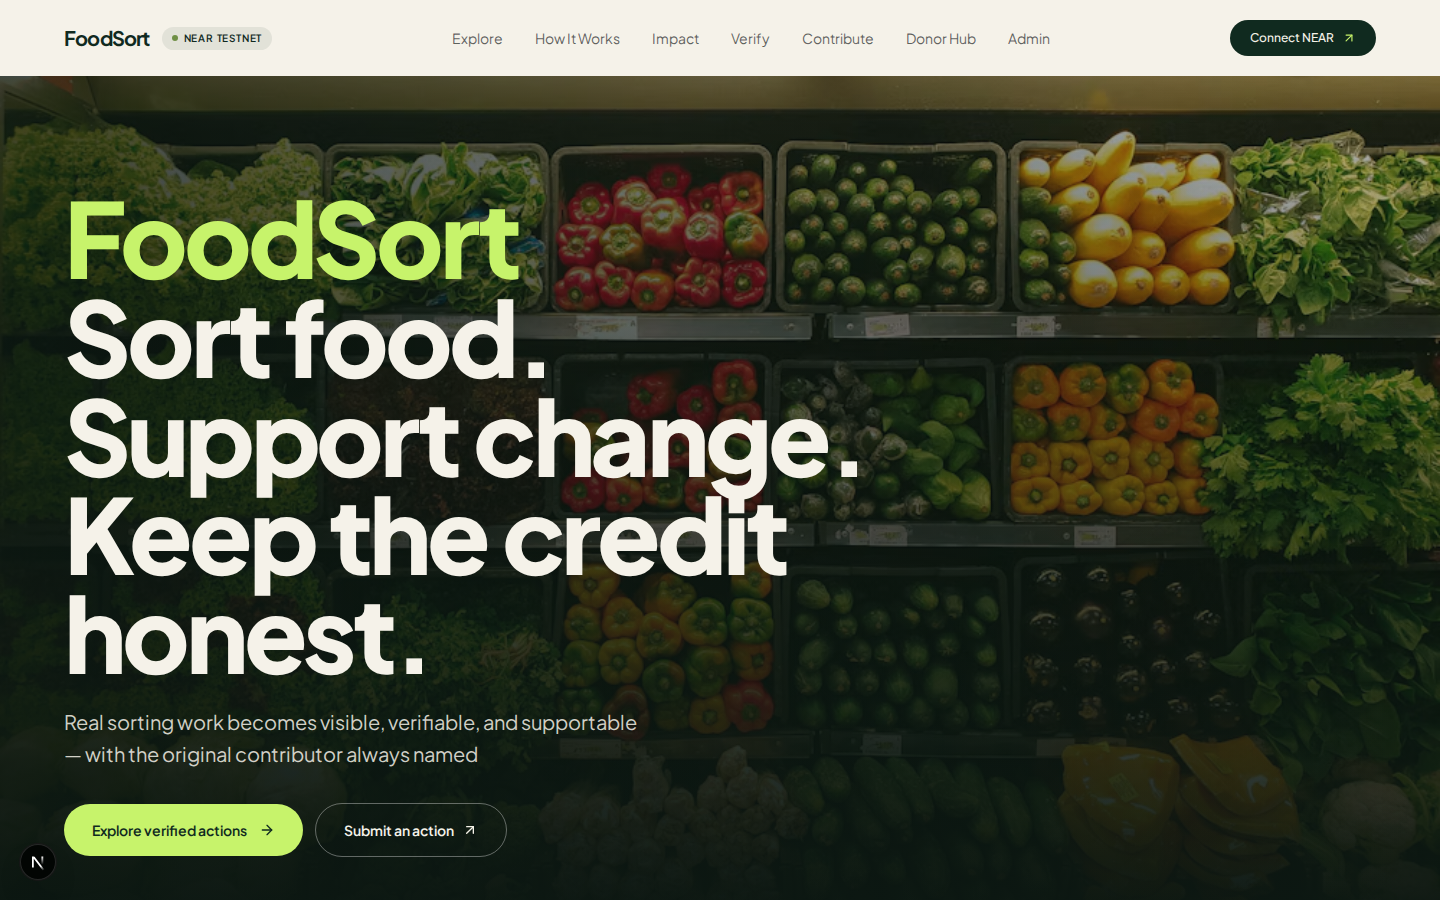 FoodSort
NEAR TESTNET
Explore
How It Works
Impact
Verify
Contribute
Donor Hub
Admin
Connect NEAR
FoodSort
Sort food.
Support change.
Keep the credit
honest.
Real sorting work becomes visible, verifiable, and supportable
— with the original contributor always named
Explore verified actions
Submit an action
N